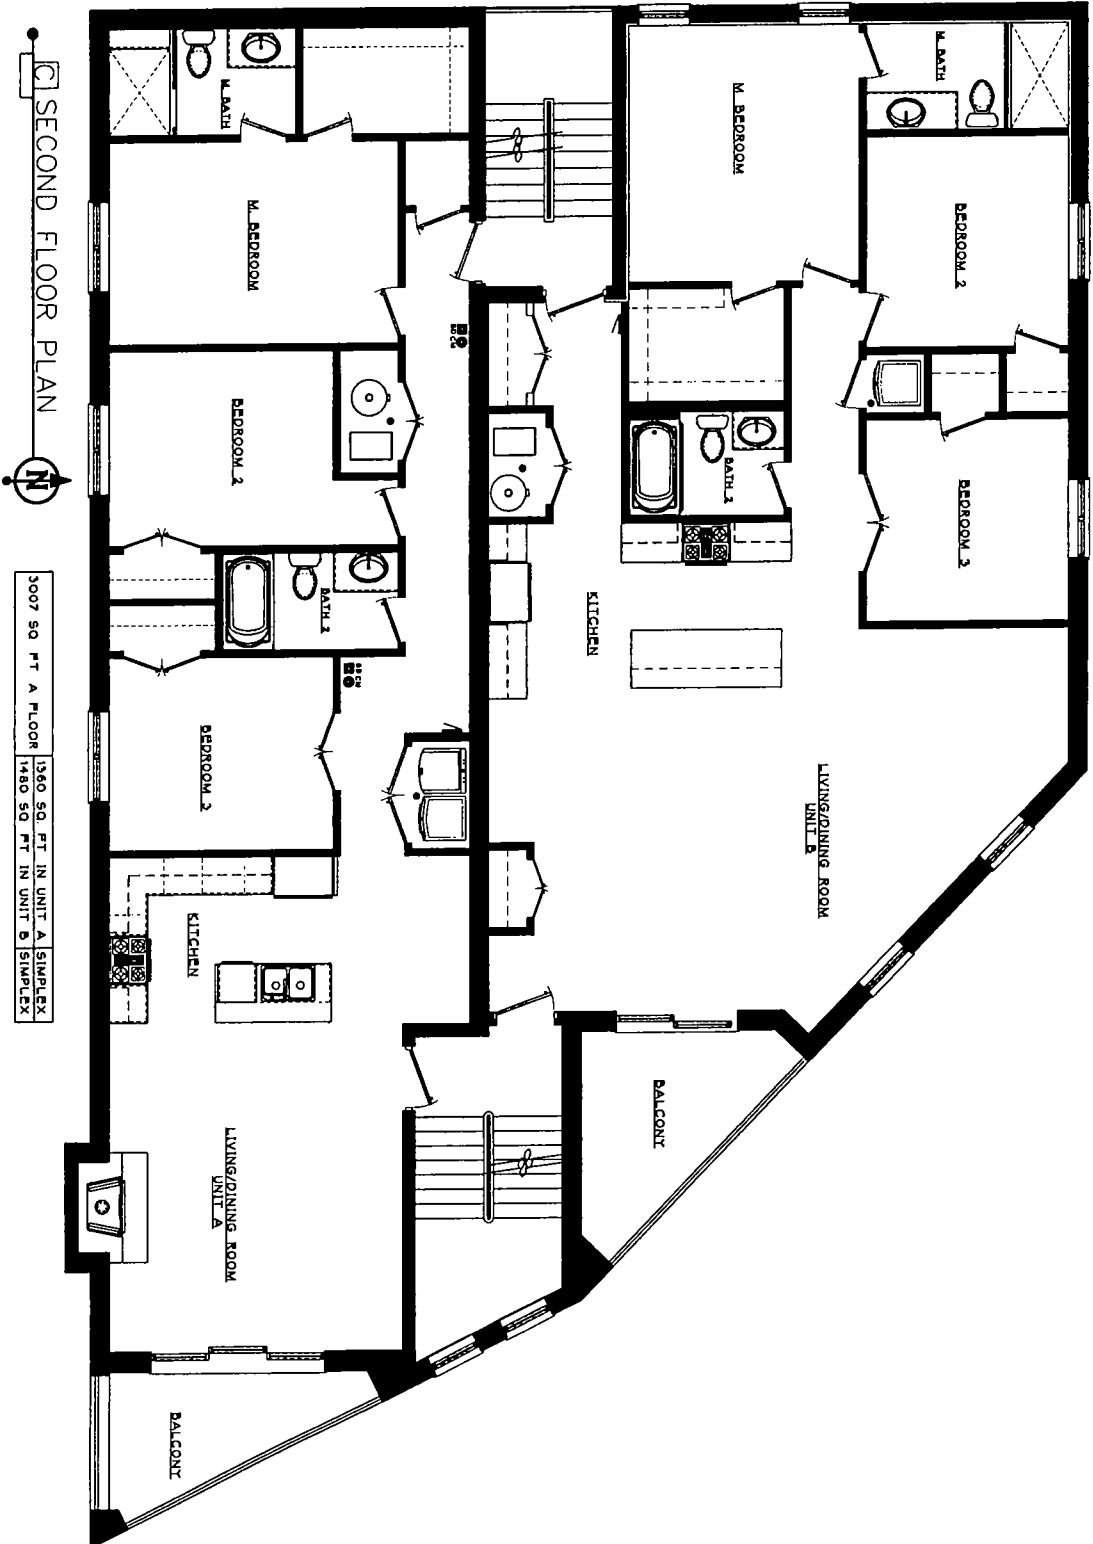 C SECOND FLOOR PLAN
N
3007 SQ FT A FLOOR
1360 SQ. FT IN UNIT A SIMPLEX
1480 SQ FT IN UNIT B SIMPLEX
M BATH
M BATH
M BEDROOM
M. BEDROOM
BEDROOM 2
BEDROOM 2
BATH 2
BEDROOM 3
KITCHEN
BATH 2
BEDROOM 3
LIVING/DINING ROOM
UNIT B
KITCHEN
BALCONY
LIVING/DINING ROOM
UNIT A
BALCONY